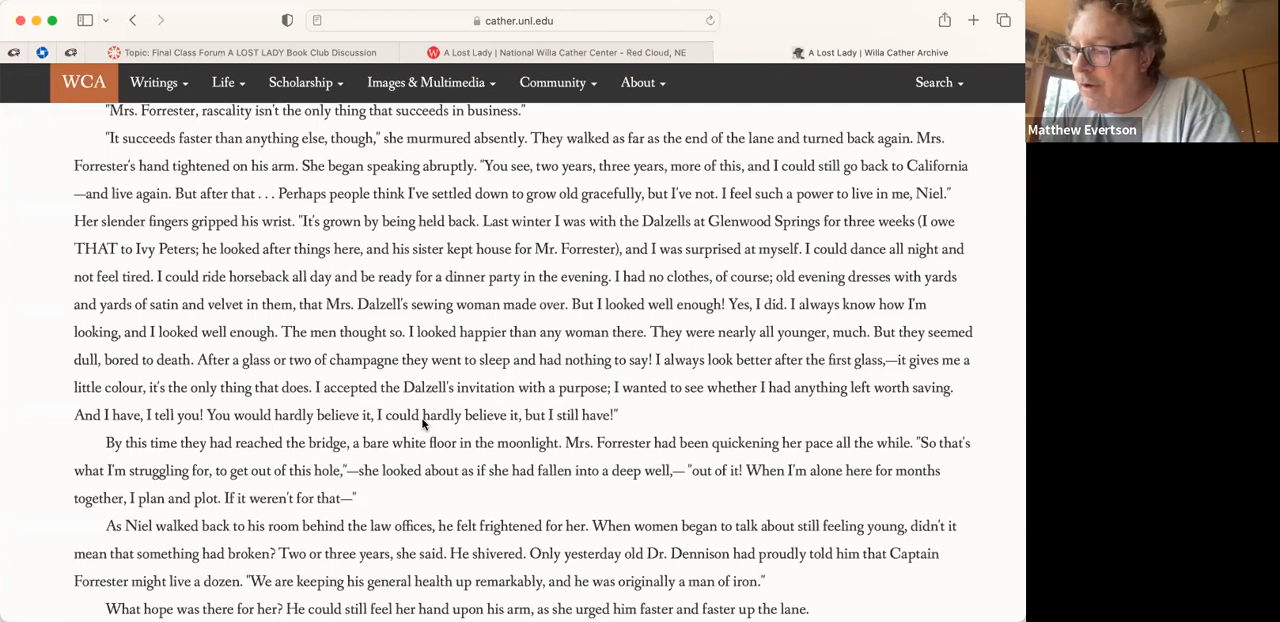 cather.unl.edu
Topic: Final Class Forum A LOST LADY Book Club Discussion
A Lost Lady | National Willa Cather Center - Red Cloud, NE
A Lost Lady | Willa Cather Archive
WCA Writings Life Scholarship Images & Multimedia Community About Search
"Mrs. Forrester, rascality isn't the only thing that succeeds in business."
"It succeeds faster than anything else, though," she murmured absently. They walked as far as the end of the lane and turned back again. Mrs.
Forrester's hand tightened on his arm. She began speaking abruptly. "You see, two years, three years, more of this, and I could still go back to California
—and live again. But after that . . . Perhaps people think I've settled down to grow old gracefully, but I've not. I feel such a power to live in me, Niel."
Her slender fingers gripped his wrist. "It's grown by being held back. Last winter I was with the Dalzells at Glenwood Springs for three weeks (I owe
THAT to Ivy Peters; he looked after things here, and his sister kept house for Mr. Forrester), and I was surprised at myself. I could dance all night and
not feel tired. I could ride horseback all day and be ready for a dinner party in the evening. I had no clothes, of course; old evening dresses with yards
and yards of satin and velvet in them, that Mrs. Dalzell's sewing woman made over. But I looked well enough! Yes, I did. I always know how I'm
looking, and I looked well enough. The men thought so. I looked happier than any woman there. They were nearly all younger, much. But they seemed
dull, bored to death. After a glass or two of champagne they went to sleep and had nothing to say! I always look better after the first glass,—it gives me a
little colour, it's the only thing that does. I accepted the Dalzell's invitation with a purpose; I wanted to see whether I had anything left worth saving.
And I have, I tell you! You would hardly believe it, I could hardly believe it, but I still have!"
By this time they had reached the bridge, a bare white floor in the moonlight. Mrs. Forrester had been quickening her pace all the while. "So that's
what I'm struggling for, to get out of this hole,"—she looked about as if she had fallen into a deep well,— "out of it! When I'm alone here for months
together, I plan and plot. If it weren't for that—"
As Niel walked back to his room behind the law offices, he felt frightened for her. When women began to talk about still feeling young, didn't it
mean that something had broken? Two or three years, she said. He shivered. Only yesterday old Dr. Dennison had proudly told him that Captain
Forrester might live a dozen. "We are keeping his general health up remarkably, and he was originally a man of iron."
What hope was there for her? He could still feel her hand upon his arm, as she urged him faster and faster up the lane.
Matthew Evertson